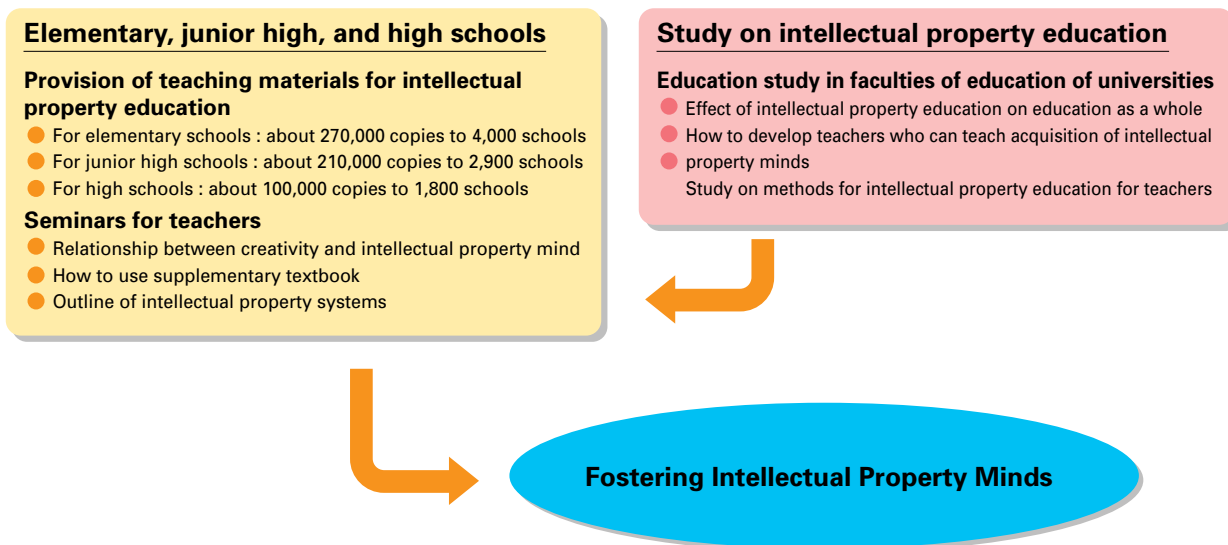 Elementary, junior high, and high schools
Provision of teaching materials for intellectual
property education
For elementary schools : about 270,000 copies to 4,000 schools
For junior high schools : about 210,000 copies to 2,900 schools
For high schools : about 100,000 copies to 1,800 schools
Seminars for teachers
Relationship between creativity and intellectual property mind
How to use supplementary textbook
Outline of intellectual property systems
Study on intellectual property education
Education study in faculties of education of universities
Effect of intellectual property education on education as a whole
How to develop teachers who can teach acquisition of intellectual
property minds
Study on methods for intellectual property education for teachers
Fostering Intellectual Property Minds